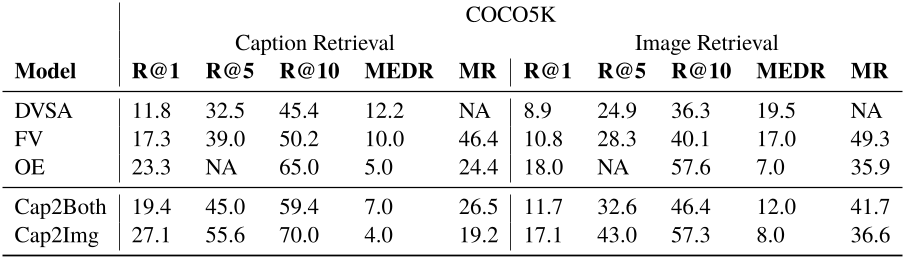 COCO5K
Caption Retrieval Image Retrieval
Model R@1 R@5 R@10 MEDR MR R@1 R@5 R@10 MEDR MR
DVSA 11.8 32.5 45.4 12.2 NA 8.9 24.9 36.3 19.5 NA
FV 17.3 39.0 50.2 10.0 46.4 10.8 28.3 40.1 17.0 49.3
OE 23.3 NA 65.0 5.0 24.4 18.0 NA 57.6 7.0 35.9
Cap2Both 19.4 45.0 59.4 7.0 26.5 11.7 32.6 46.4 12.0 41.7
Cap2Img 27.1 55.6 70.0 4.0 19.2 17.1 43.0 57.3 8.0 36.6